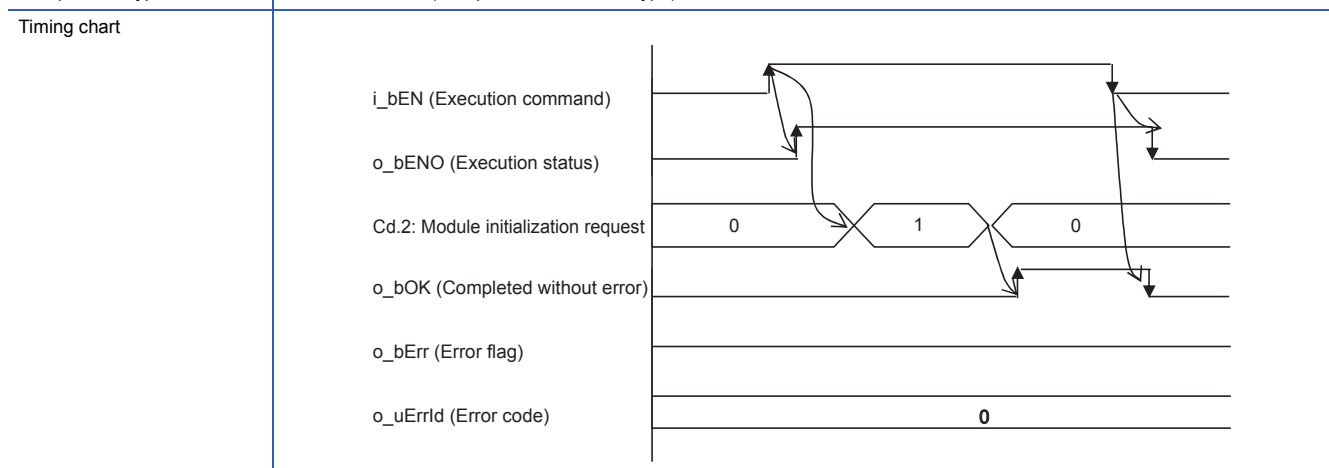 Timing chart
i_bEN (Execution command)
o_bENO (Execution status)
Cd.2: Module initialization request
0
1
0
o_bOK (Completed without error)
o_bErr (Error flag)
o_uErrId (Error code)
0